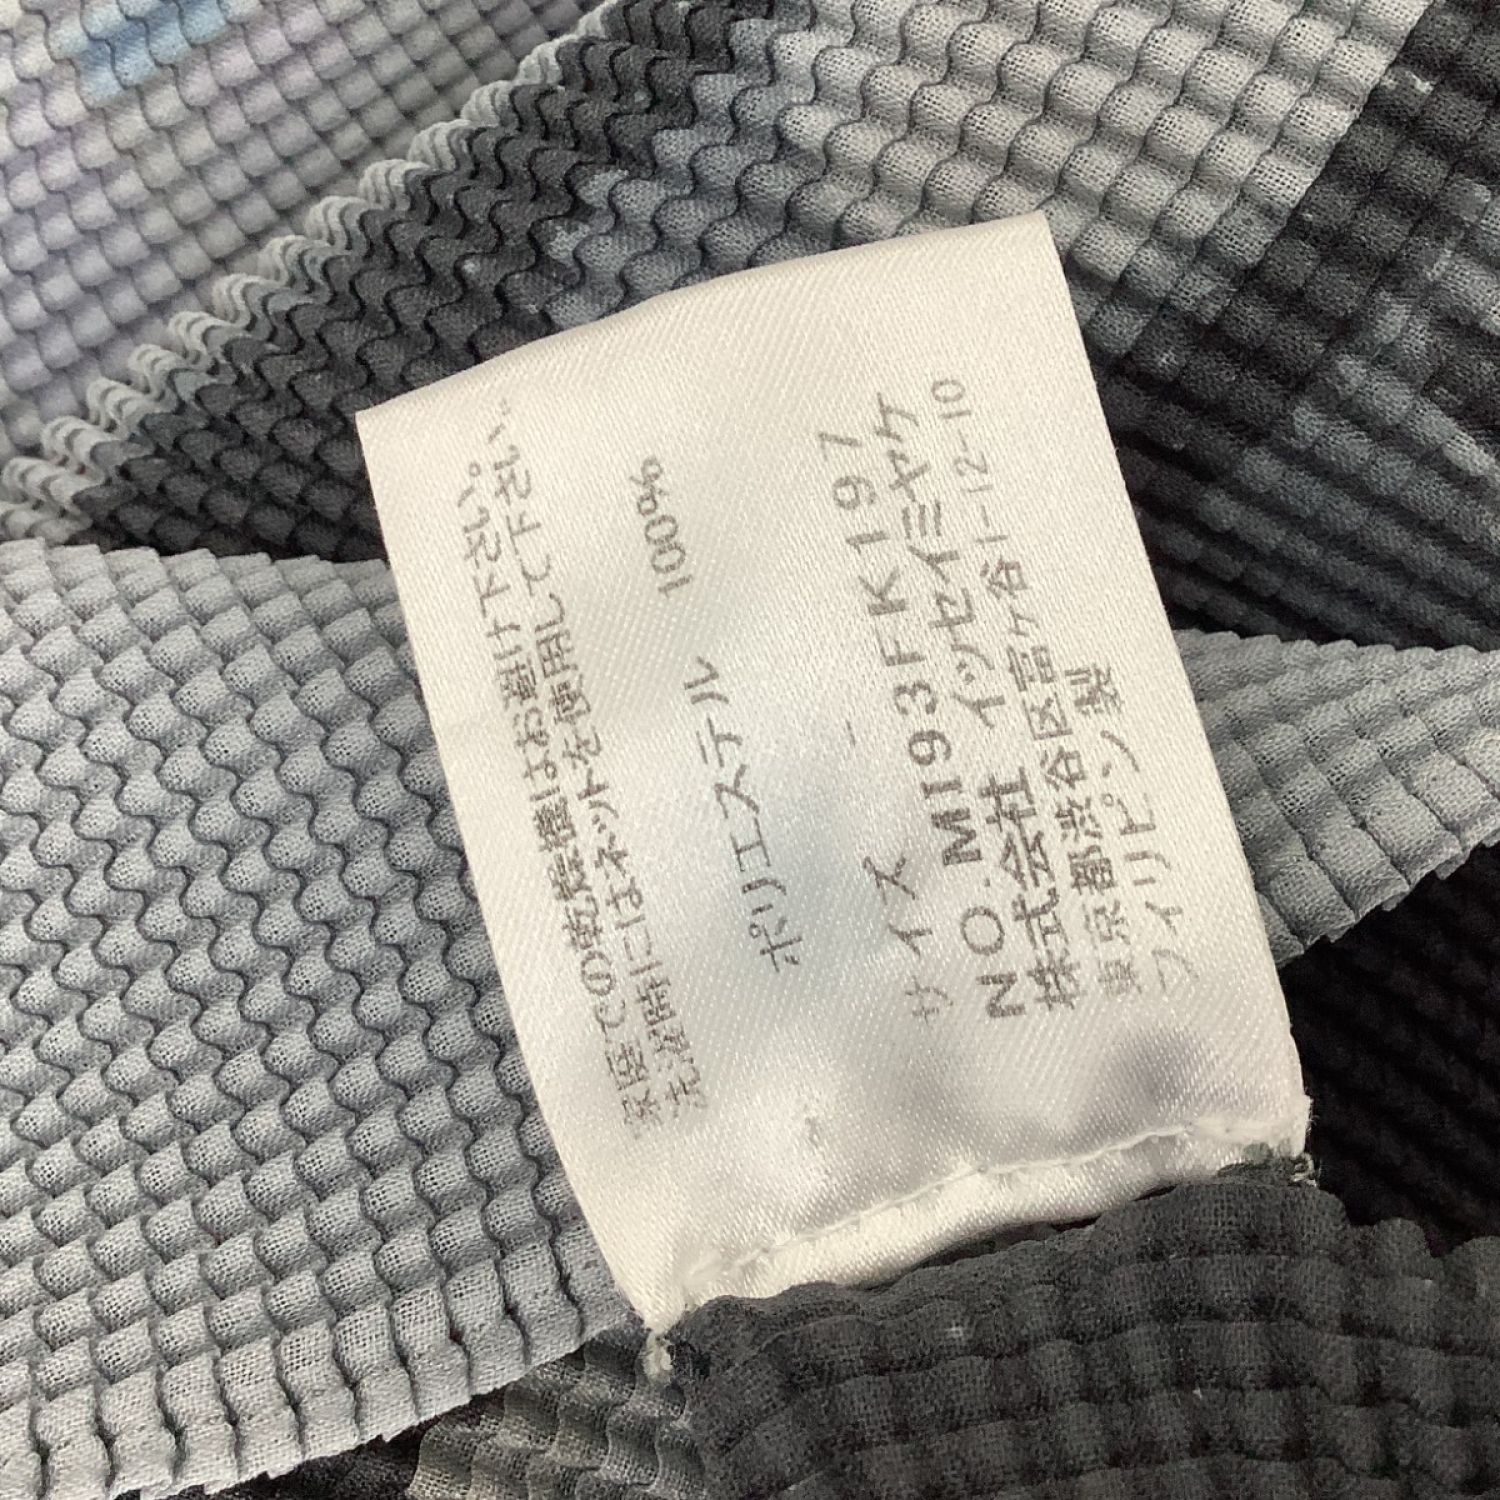 家庭での乾燥機はお避け下さい。
洗濯時にはネットを使用して下さい。
ポリエステル 100%
サイズ -
NO.MI93FK197
株式会社 イッセイミヤケ
東京都渋谷区富ヶ谷1-12-10
フィリピン製